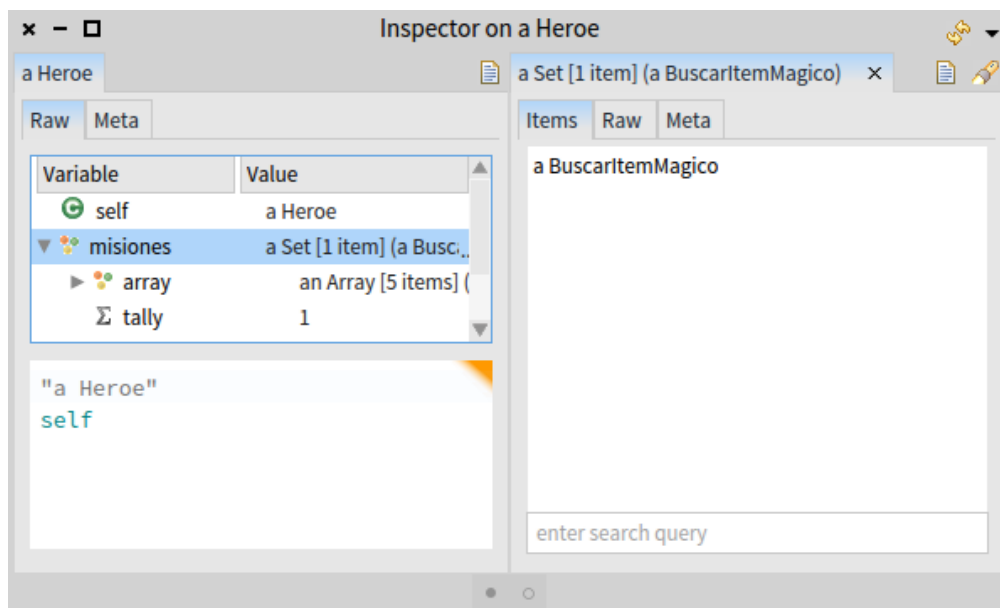 Inspector on a Heroe
a Heroe
Raw Meta
Variable Value
self a Heroe
misiones a Set [1 item] (a Busca..
array an Array [5 items] (
Σ tally 1
"a Heroe"
self
a Set [1 item] (a BuscarItemMagico)
Items Raw Meta
a BuscarItemMagico
enter search query